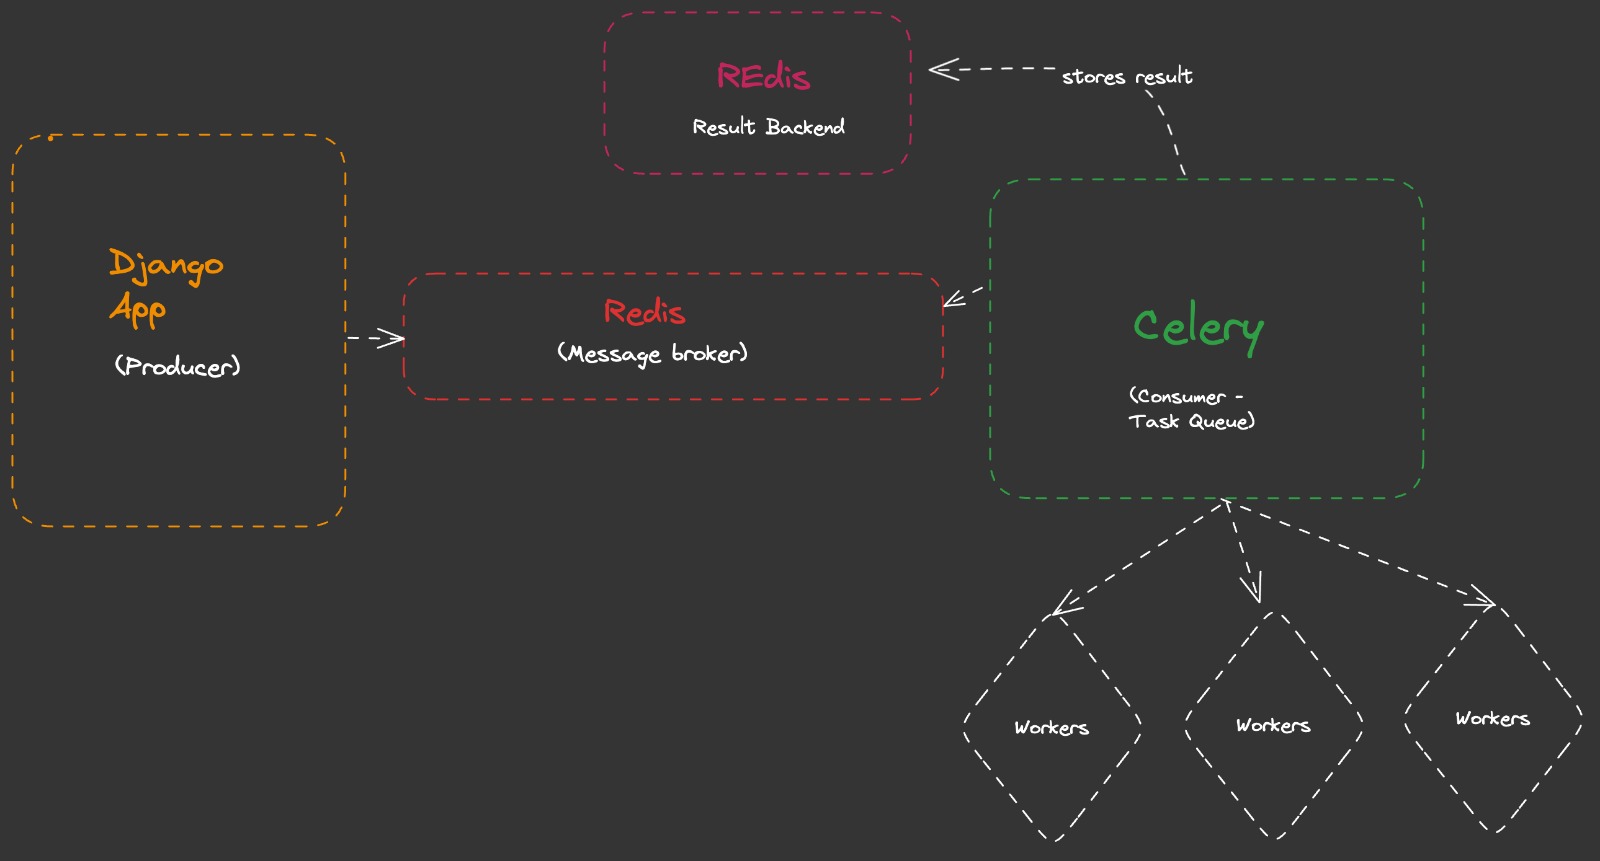 REdis
Result Backend
stores result
Django
App
(Producer)
Redis
(Message broker)
Celery
(Consumer -
Task Queue)
Workers
Workers
Workers